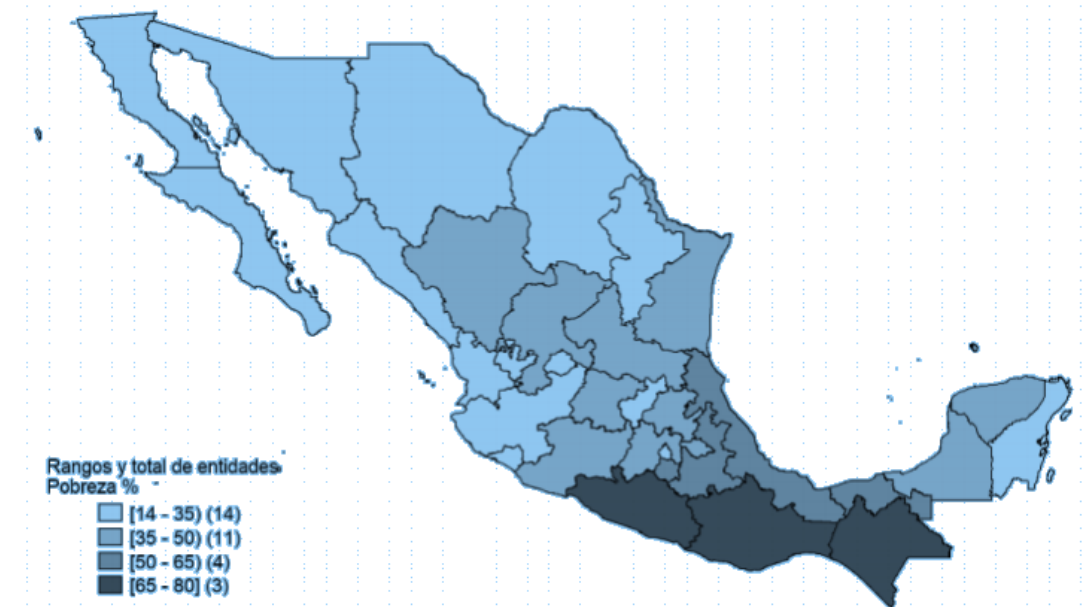 Rangos y total de entidades
Pobreza %
[14 - 35) (14)
[35 - 50) (11)
[50 - 65) (4)
[65 - 80] (3)